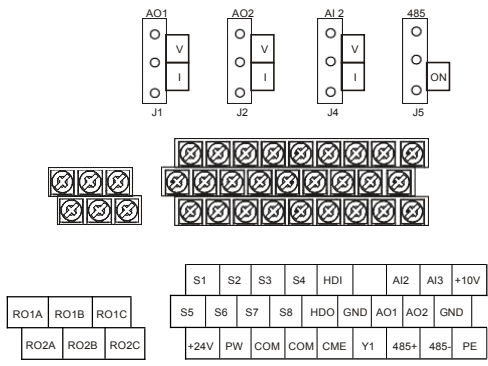 AO1 AO2 AI 2 485
V V V
I I I ON
J1 J2 J4 J5
S1 S2 S3 S4 HDI AI2 AI3 +10V
RO1A RO1B RO1C
S5 S6 S7 S8 HDO GND AO1 AO2 GND
RO2A RO2B RO2C
+24V PW COM COM CME Y1 485+ 485- PE